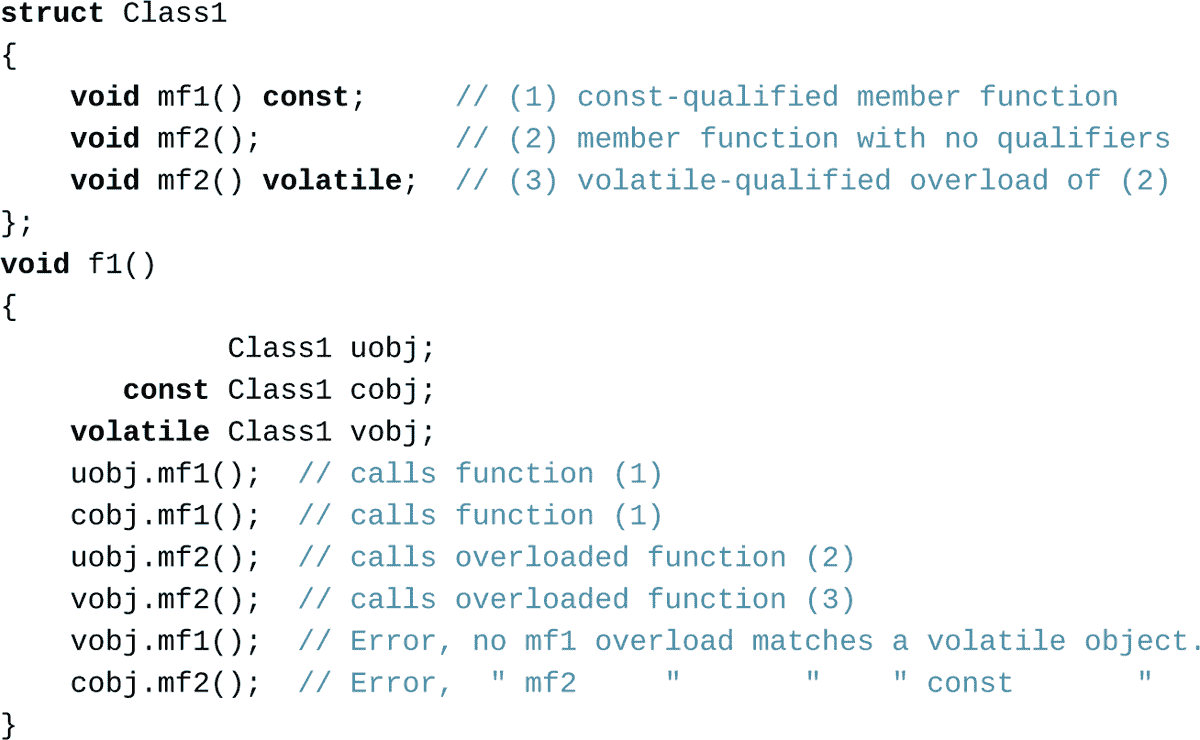 struct Class1
{
    void mf1() const;     // (1) const-qualified member function
    void mf2();           // (2) member function with no qualifiers
    void mf2() volatile;  // (3) volatile-qualified overload of (2)
};
void f1()
{
             Class1 uobj;
       const Class1 cobj;
    volatile Class1 vobj;
    uobj.mf1();  // calls function (1)
    cobj.mf1();  // calls function (1)
    uobj.mf2();  // calls overloaded function (2)
    vobj.mf2();  // calls overloaded function (3)
    vobj.mf1();  // Error, no mf1 overload matches a volatile object.
    cobj.mf2();  // Error,  " mf2     "       "    " const       "
}